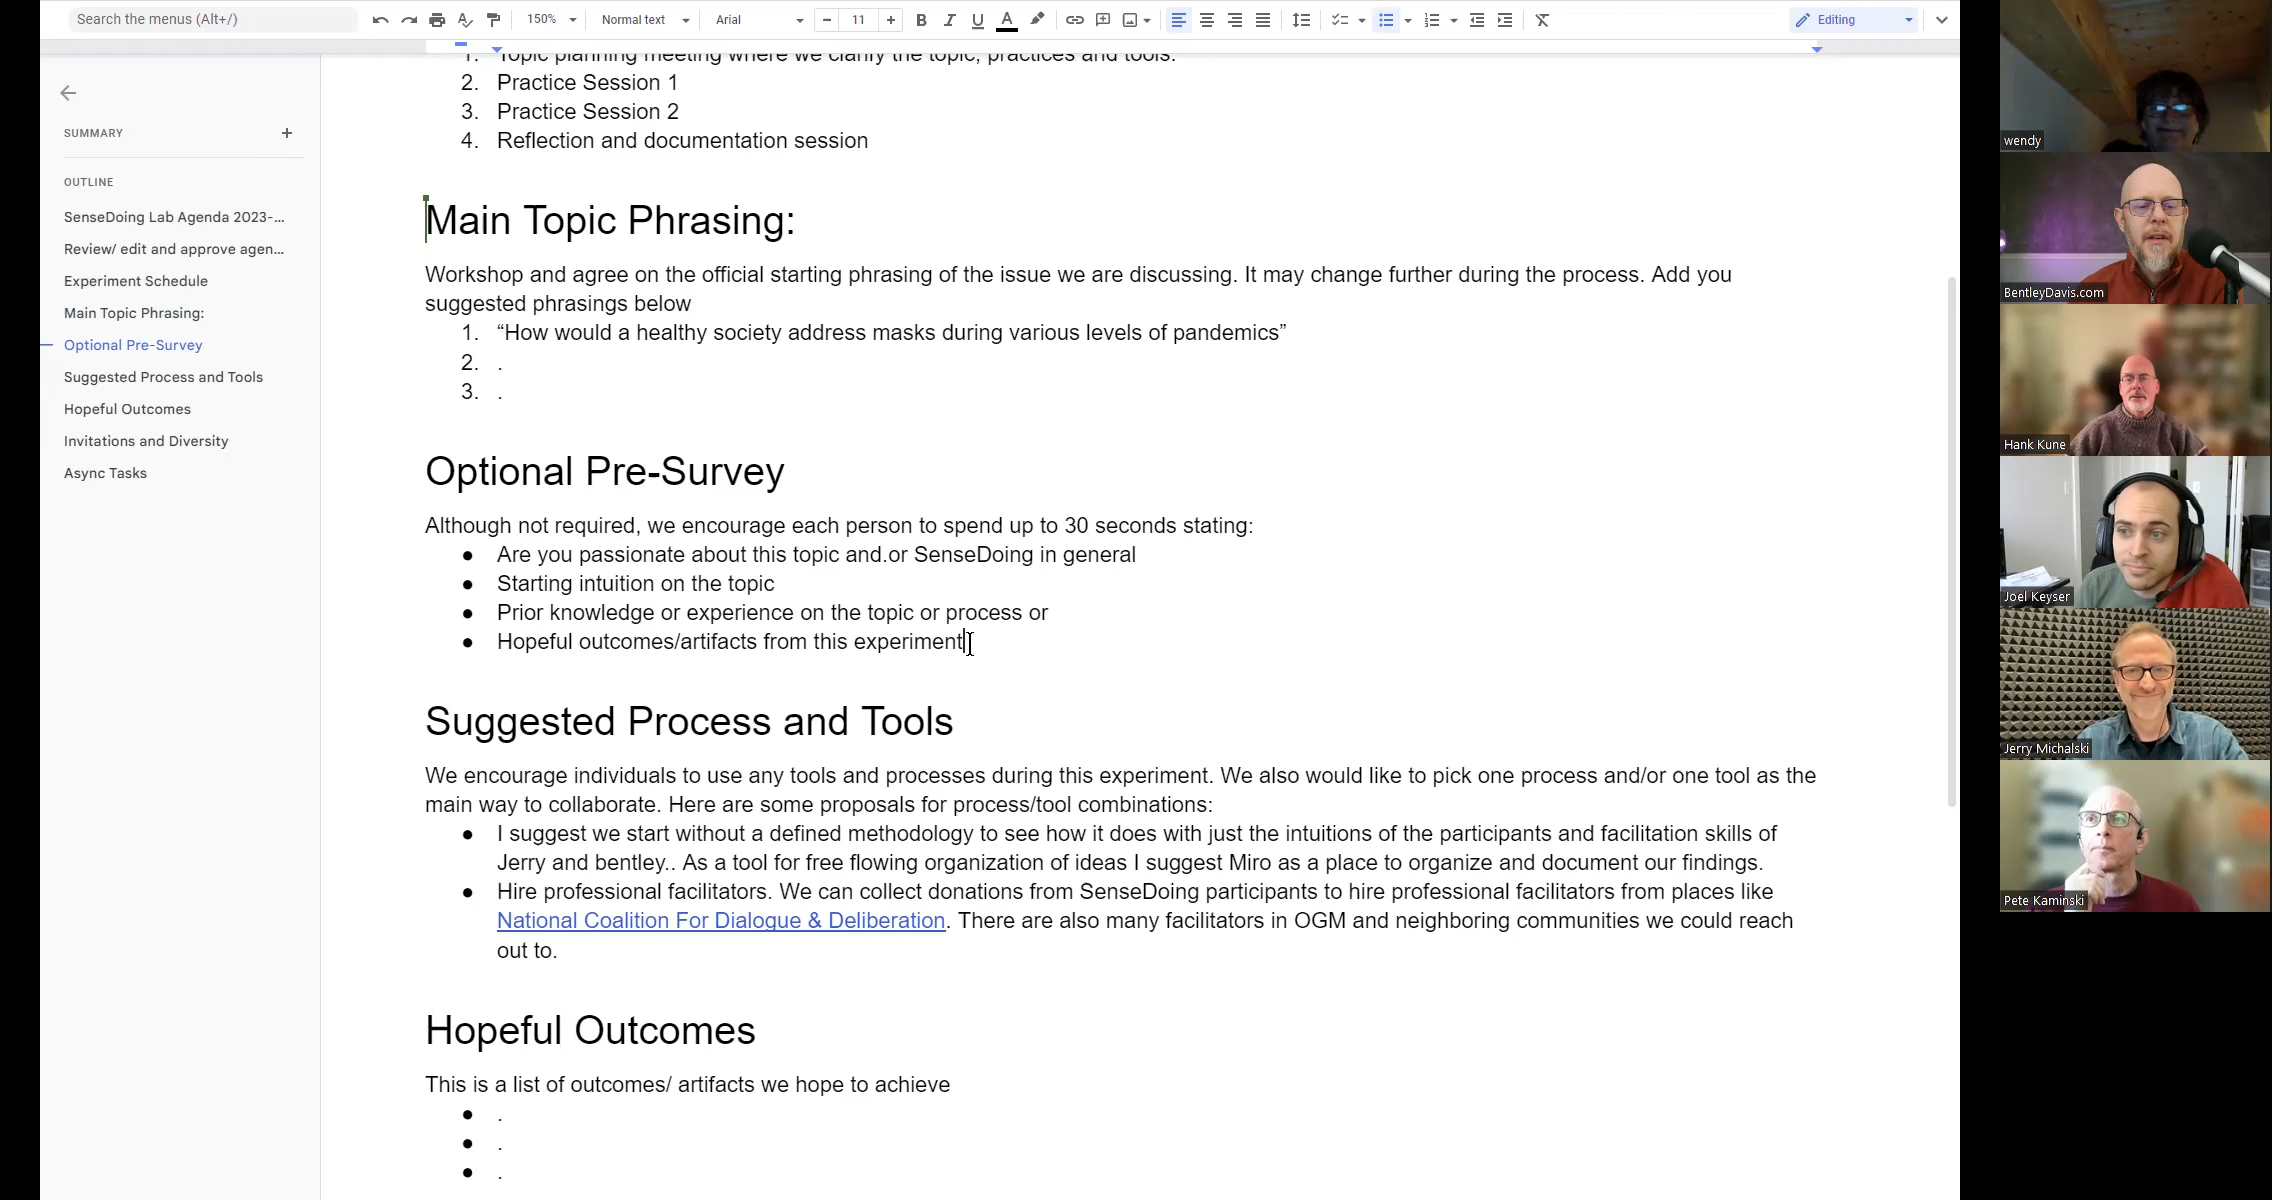 Search the menus (Alt+/)
150%
Normal text
Arial
11
Editing
SUMMARY
OUTLINE
SenseDoing Lab Agenda 2023-...
Review/ edit and approve agen...
Experiment Schedule
Main Topic Phrasing:
Optional Pre-Survey
Suggested Process and Tools
Hopeful Outcomes
Invitations and Diversity
Async Tasks
1. Topic planning meeting where we clarify the topic, practices and tools.
2. Practice Session 1
3. Practice Session 2
4. Reflection and documentation session
Main Topic Phrasing:
Workshop and agree on the official starting phrasing of the issue we are discussing. It may change further during the process. Add you
suggested phrasings below
1. “How would a healthy society address masks during various levels of pandemics”
2. .
3. .
Optional Pre-Survey
Although not required, we encourage each person to spend up to 30 seconds stating:
● Are you passionate about this topic and.or SenseDoing in general
● Starting intuition on the topic
● Prior knowledge or experience on the topic or process or
● Hopeful outcomes/artifacts from this experiment
Suggested Process and Tools
We encourage individuals to use any tools and processes during this experiment. We also would like to pick one process and/or one tool as the
main way to collaborate. Here are some proposals for process/tool combinations:
● I suggest we start without a defined methodology to see how it does with just the intuitions of the participants and facilitation skills of
Jerry and bentley.. As a tool for free flowing organization of ideas I suggest Miro as a place to organize and document our findings.
● Hire professional facilitators. We can collect donations from SenseDoing participants to hire professional facilitators from places like
National Coalition For Dialogue & Deliberation. There are also many facilitators in OGM and neighboring communities we could reach
out to.
Hopeful Outcomes
This is a list of outcomes/ artifacts we hope to achieve
● .
● .
● .
wendy
BentleyDavis.com
Hank Kune
Joel Keyser
Jerry Michalski
Pete Kaminski